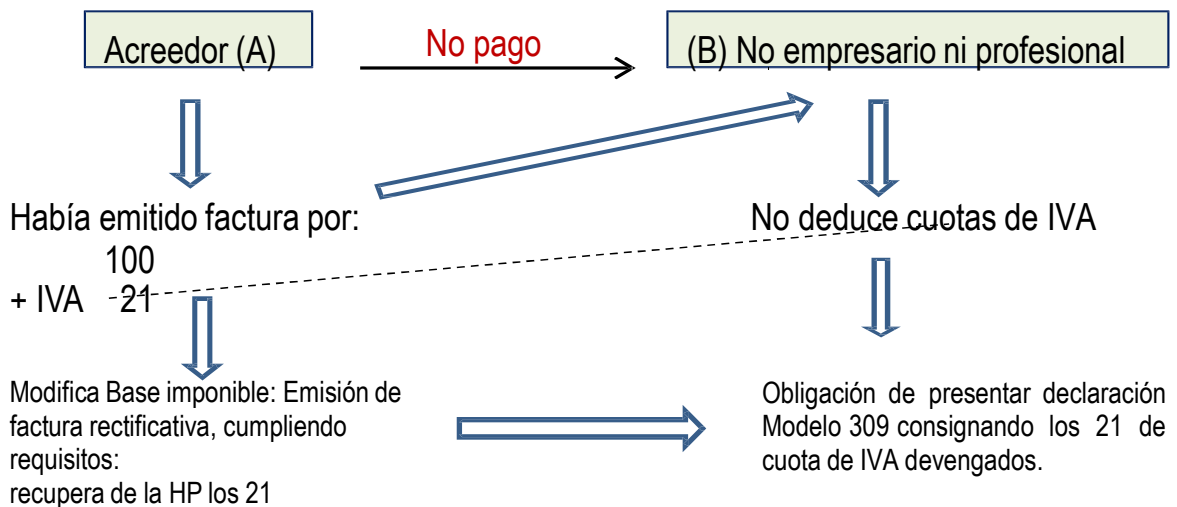 Acreedor (A)
No pago
(B) No empresario ni profesional
Había emitido factura por:
100
+ IVA 21
No deduce cuotas de IVA
Modifica Base imponible: Emisión de
factura rectificativa, cumpliendo
requisitos:
recupera de la HP los 21
Obligación de presentar declaración
Modelo 309 consignando los 21 de
cuota de IVA devengados.